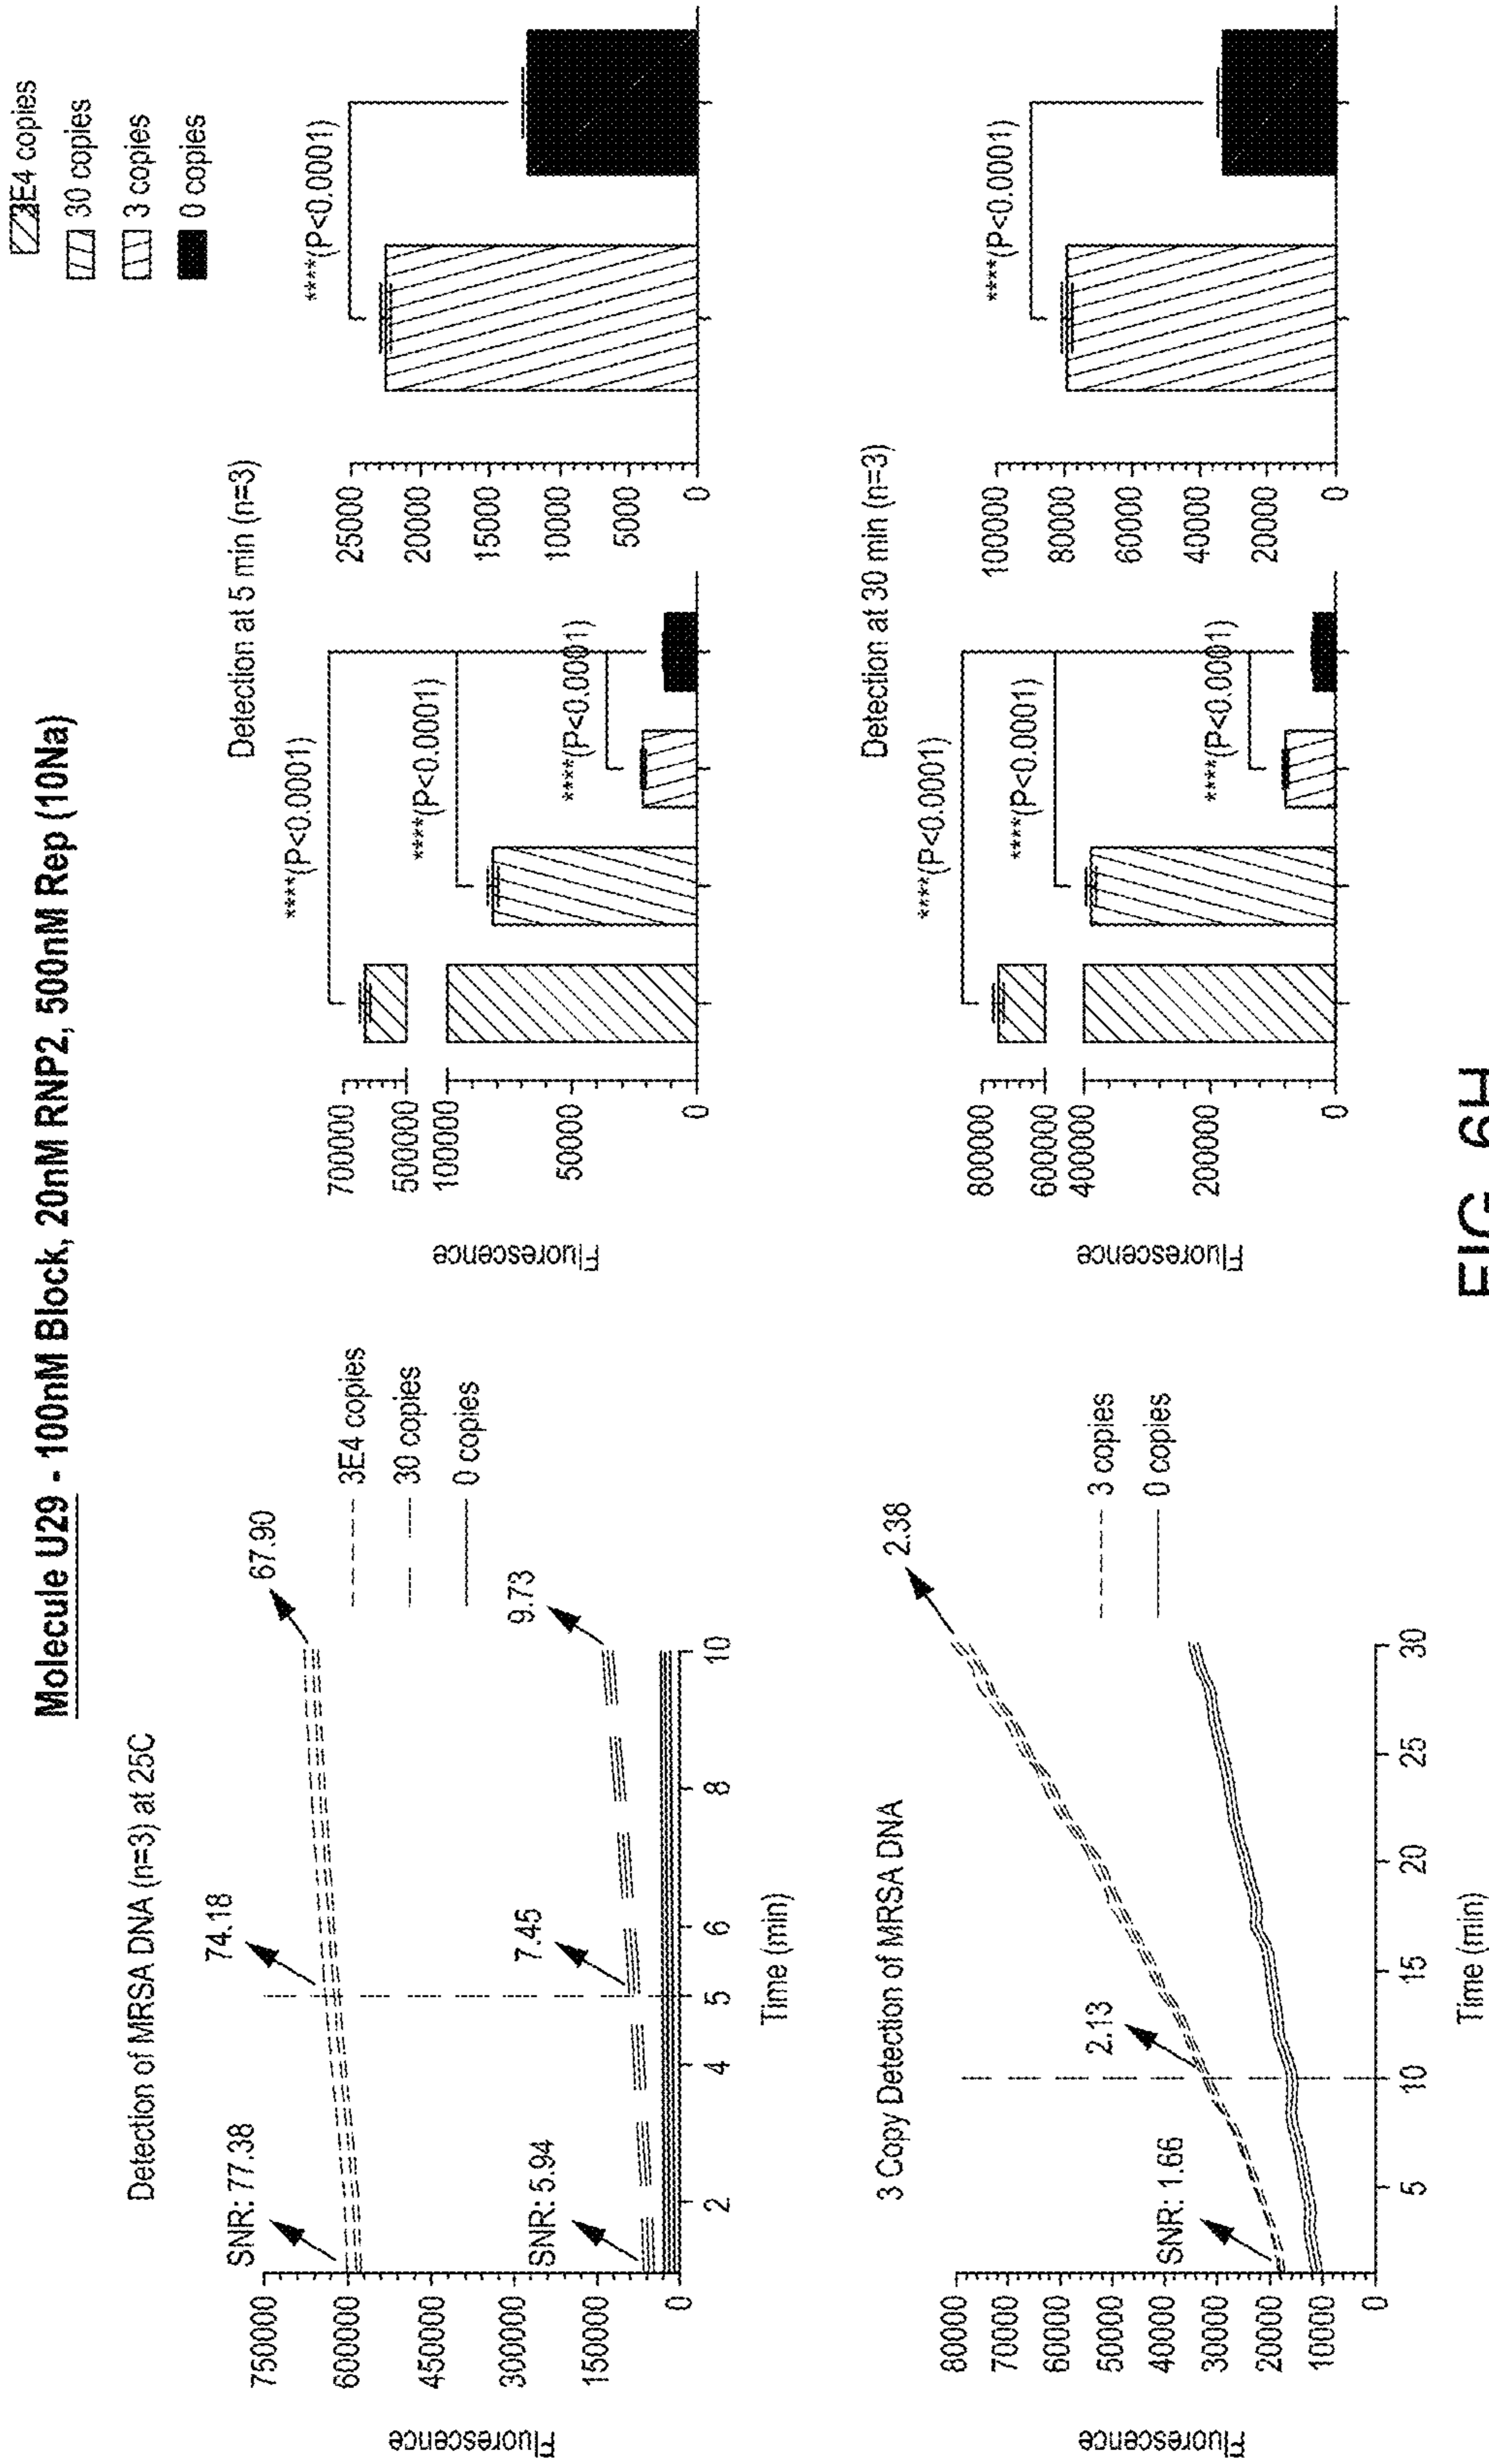 Molecule U29 - 100nM Block, 20nM RNP2, 500nM Rep (10Na)
Detection of MRSA DNA (n=3) at 25C
Fluorescence
750000
600000
450000
300000
150000
0
SNR: 77.38
74.18
67.90
SNR: 5.94
7.45
9.73
2
4
5
6
8
10
Time (min)
3E4 copies
30 copies
0 copies
3 Copy Detection of MRSA DNA
Fluorescence
80000
70000
60000
50000
40000
30000
20000
10000
0
SNR: 1.66
2.13
2.38
5
10
15
20
25
30
Time (min)
3 copies
0 copies
3E4 copies
30 copies
3 copies
0 copies
Detection at 5 min (n=3)
Fluorescence
700000
500000
100000
50000
0
****(P<0.0001)
****(P<0.0001)
****(P<0.0001)
25000
20000
15000
10000
5000
0
****(P<0.0001)
Detection at 30 min (n=3)
Fluorescence
800000
600000
400000
200000
0
****(P<0.0001)
****(P<0.0001)
****(P<0.0001)
100000
80000
60000
40000
20000
0
****(P<0.0001)
FIG. 6H